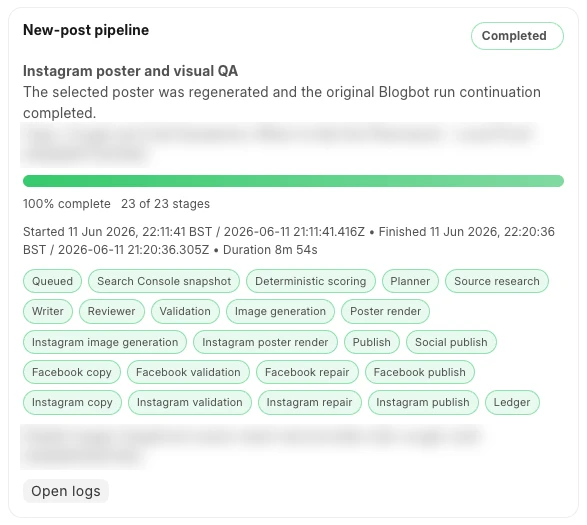 New-post pipeline
Completed
Instagram poster and visual QA
The selected poster was regenerated and the original Blogbot run continuation
completed.
100% complete 23 of 23 stages
Started 11 Jun 2026, 22:11:41 BST / 2026-06-11 21:11:41.416Z • Finished 11 Jun 2026, 22:20:36
BST / 2026-06-11 21:20:36.305Z • Duration 8m 54s
Queued Search Console snapshot Deterministic scoring Planner Source research
Writer Reviewer Validation Image generation Poster render
Instagram image generation Instagram poster render Publish Social publish
Facebook copy Facebook validation Facebook repair Facebook publish
Instagram copy Instagram validation Instagram repair Instagram publish Ledger
Open logs